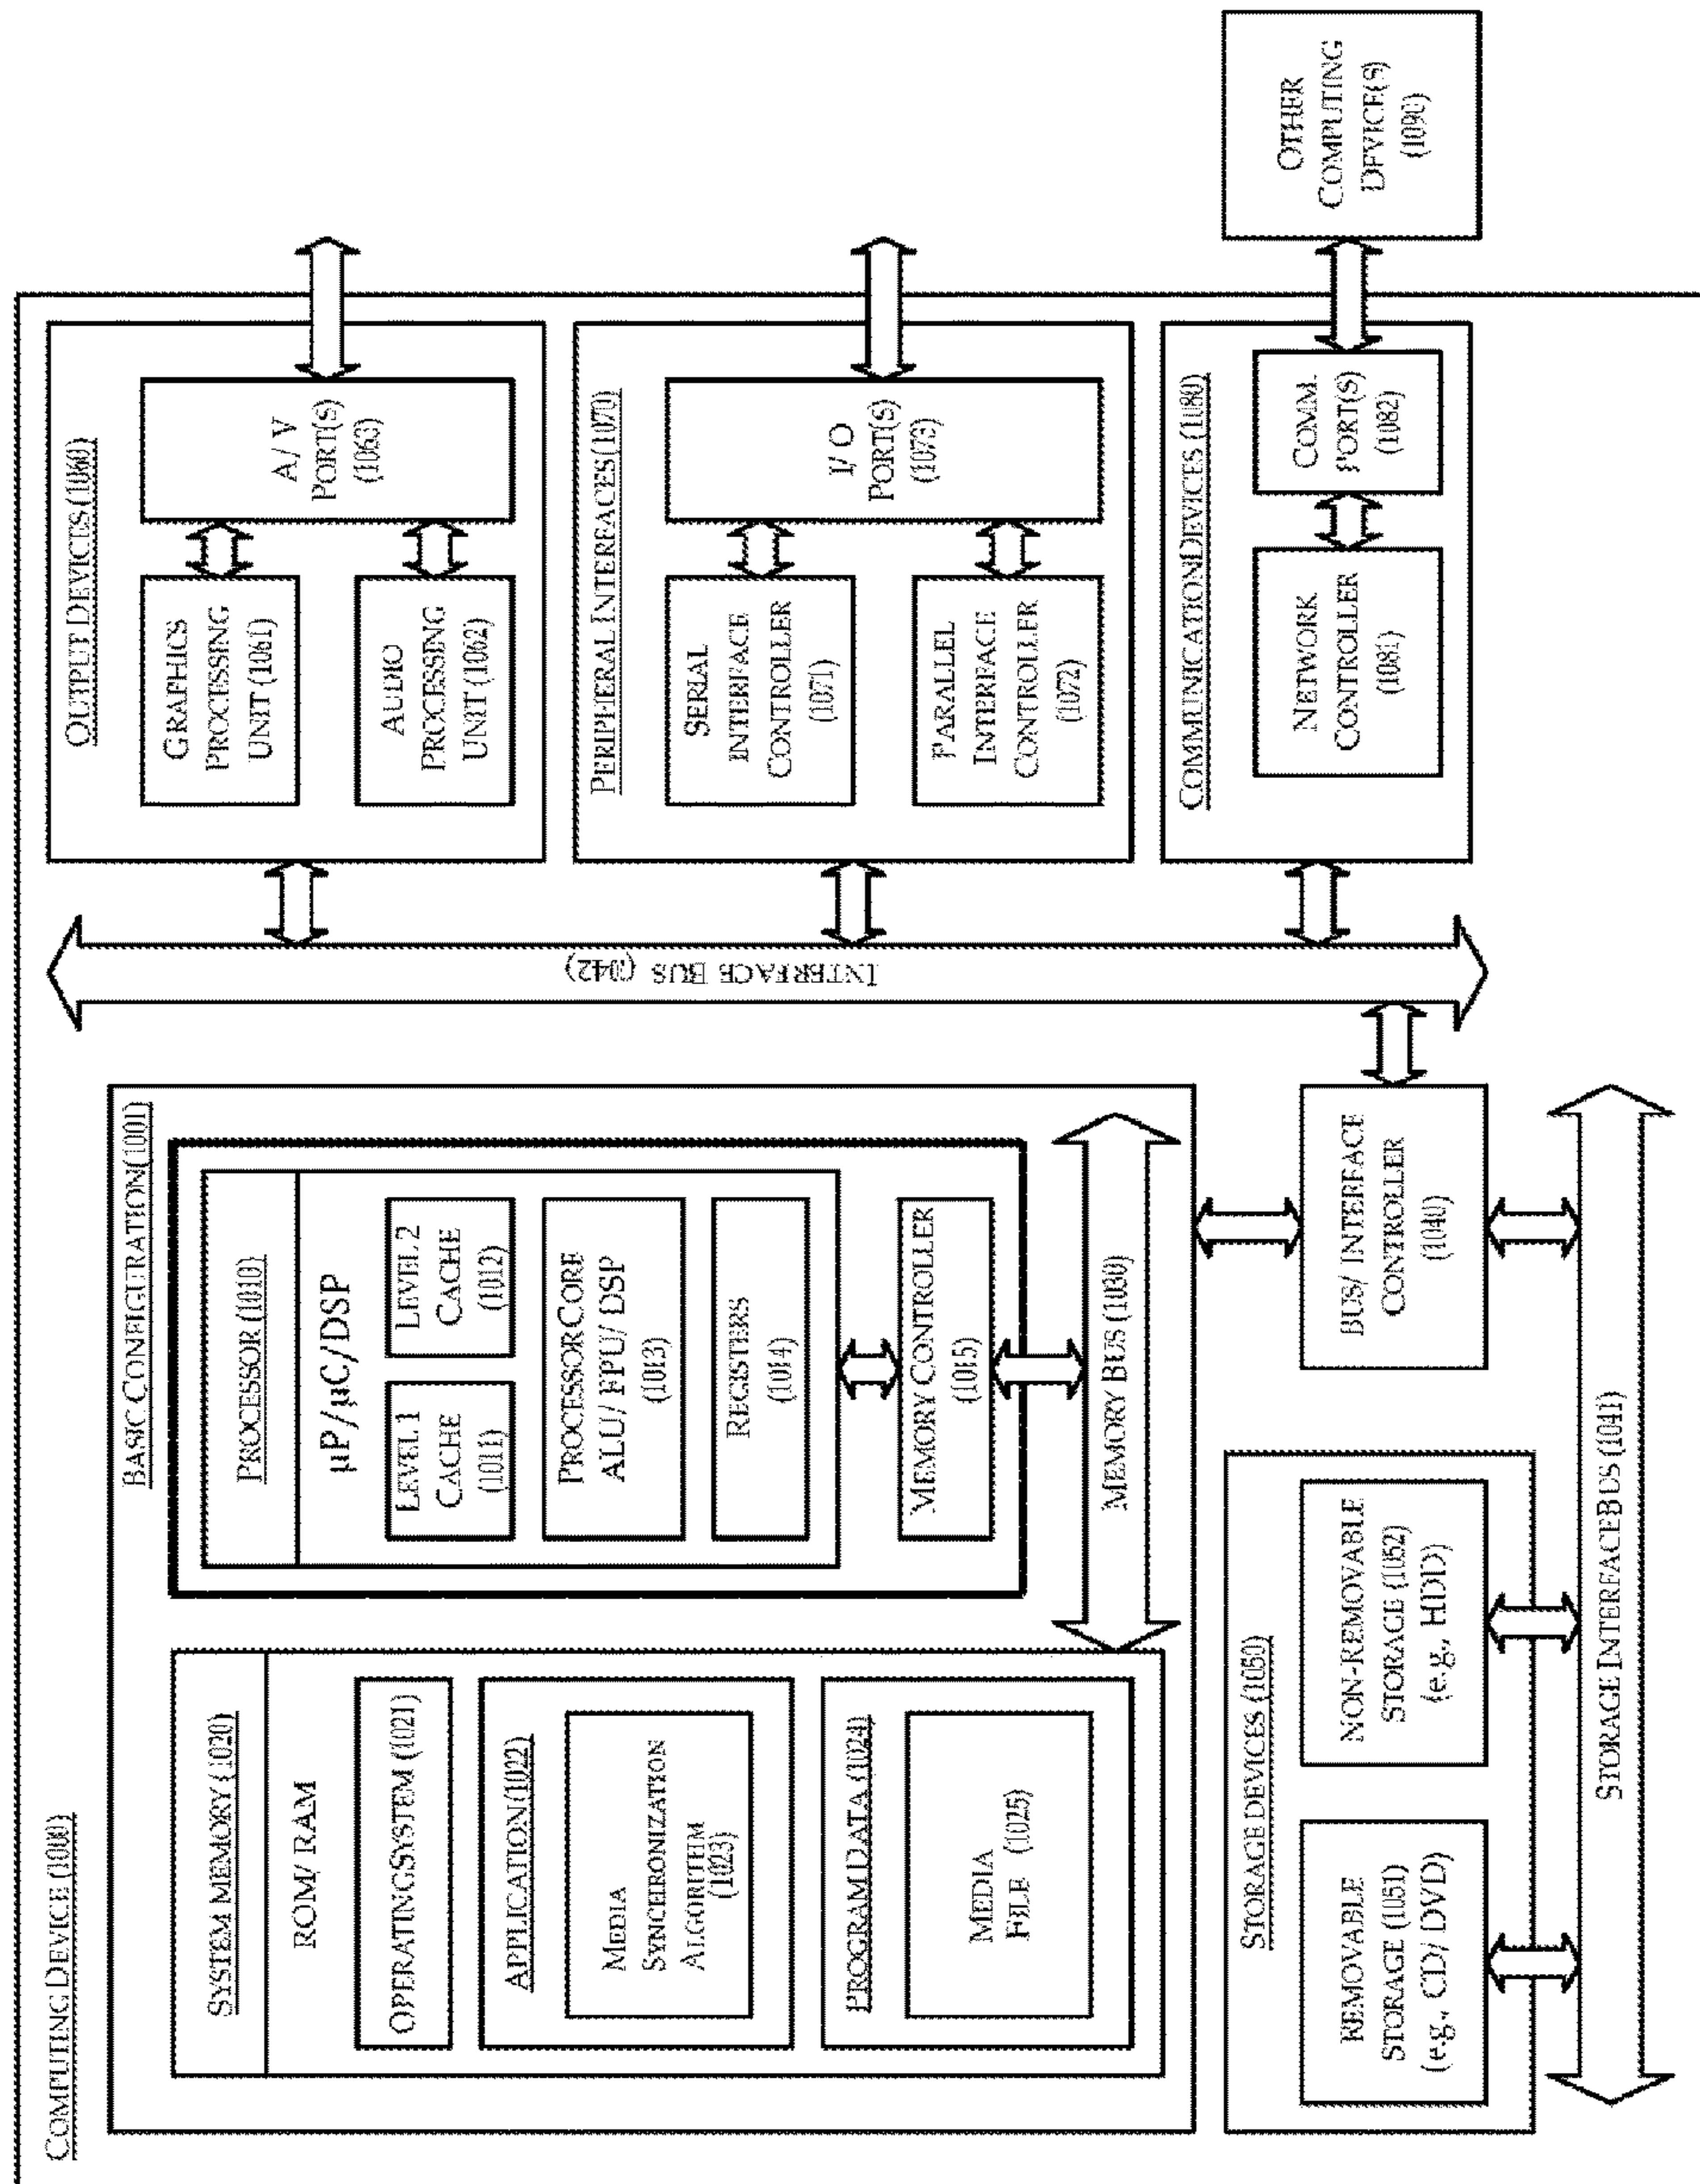 COMPUTING DEVICE (1000)
BASIC CONFIGURATION (1001)
SYSTEM MEMORY (1020)
ROM/ RAM
OPERATING SYSTEM (1021)
APPLICATION (1022)
MEDIA
SYNCHRONIZATION
ALGORITHM
(1023)
PROGRAM DATA (1024)
MEDIA
FILE (1025)
PROCESSOR (1010)
µP/µC/DSP
LEVEL 1
CACHE
(1011)
LEVEL 2
CACHE
(1012)
PROCESSOR CORE
ALU/ FPU/ DSP
(1013)
REGISTERS
(1014)
MEMORY CONTROLLER
(1015)
MEMORY BUS (1030)
BUS/ INTERFACE
CONTROLLER
(1040)
STORAGE DEVICES (1050)
REMOVABLE
STORAGE (1051)
(e.g., CD/ DVD)
NON-REMOVABLE
STORAGE (1052)
(e.g., HDD)
STORAGE INTERFACE BUS (1041)
INTERFACE BUS (1042)
OUTPUT DEVICES (1060)
GRAPHICS
PROCESSING
UNIT (1061)
AUDIO
PROCESSING
UNIT (1062)
A/ V
PORT(S)
(1063)
PERIPHERAL INTERFACES (1070)
SERIAL
INTERFACE
CONTROLLER
(1071)
PARALLEL
INTERFACE
CONTROLLER
(1072)
I/ O
PORT(S)
(1073)
COMMUNICATION DEVICES (1080)
NETWORK
CONTROLLER
(1081)
COMM.
PORT(S)
(1082)
OTHER
COMPUTING
DEVICE(S)
(1090)